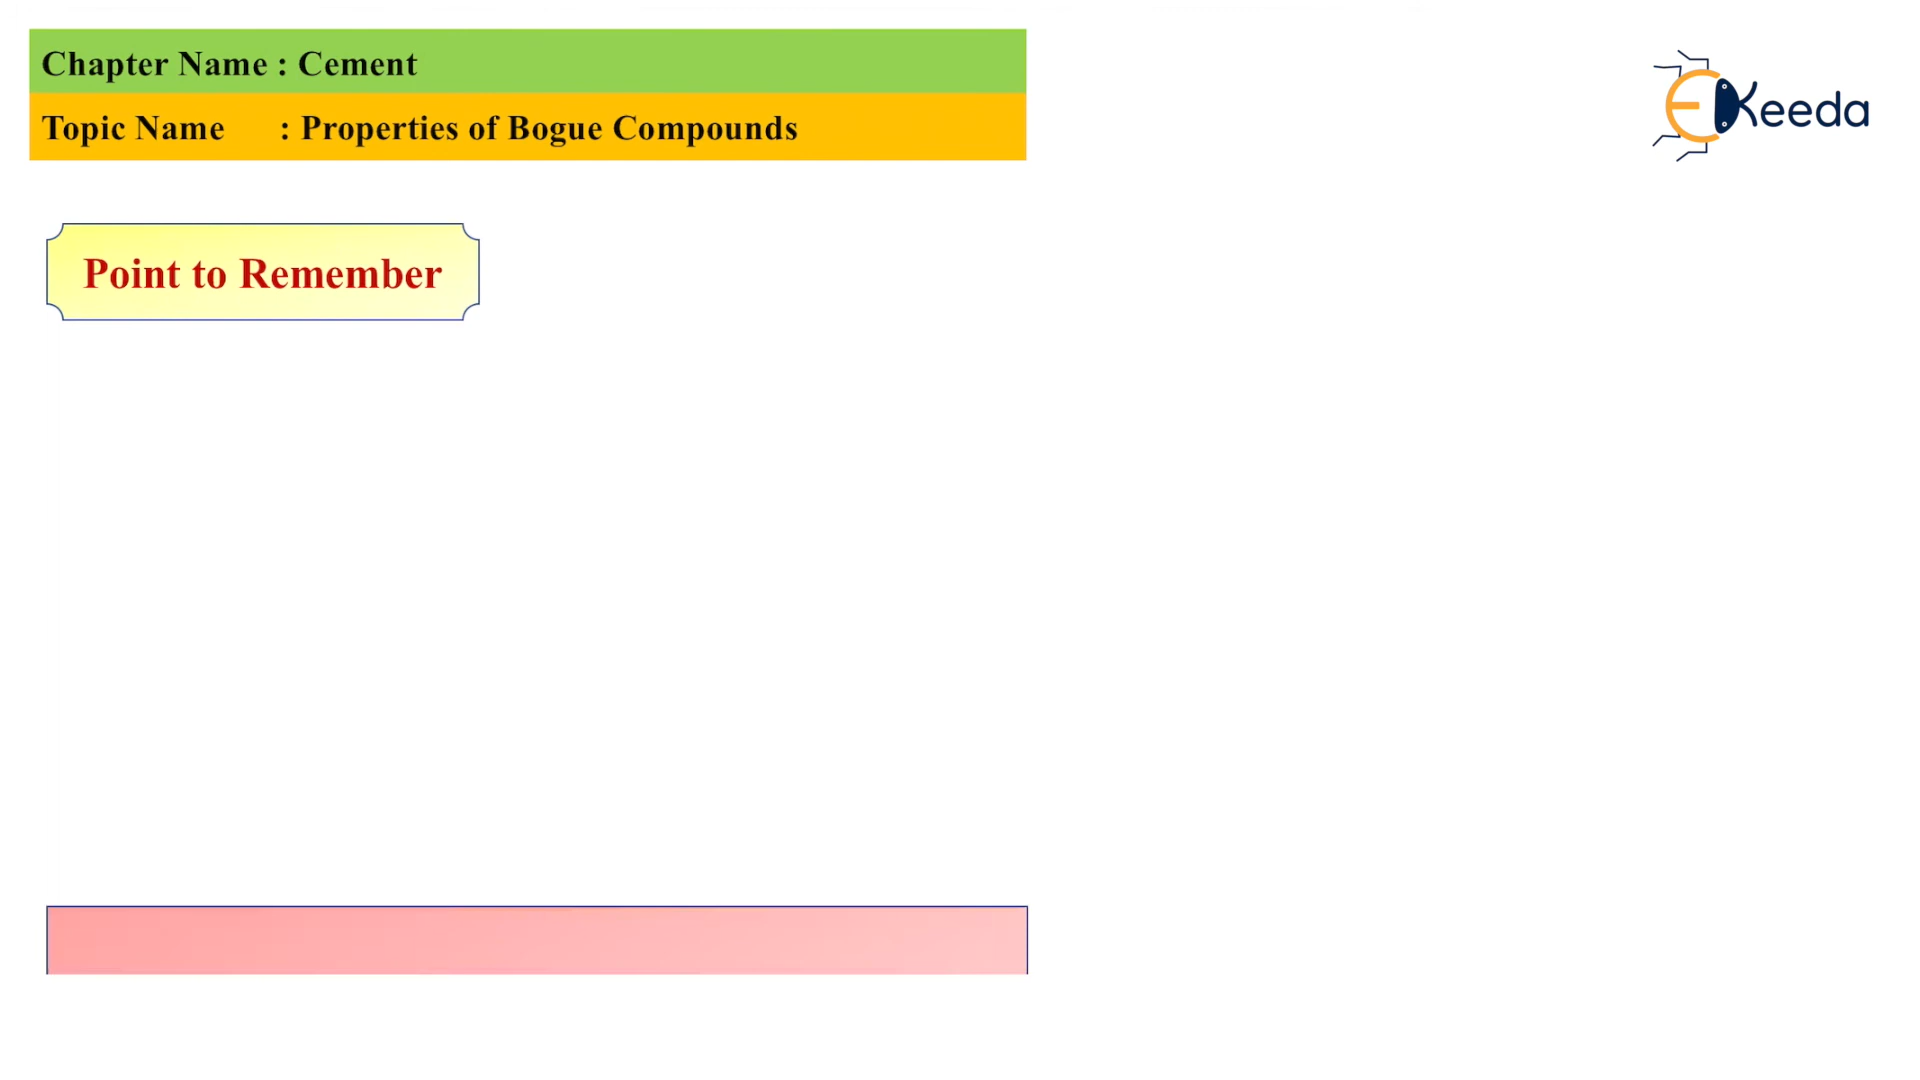 Chapter Name : Cement
Topic Name : Properties of Bogue Compounds
EKeeda
Point to Remember